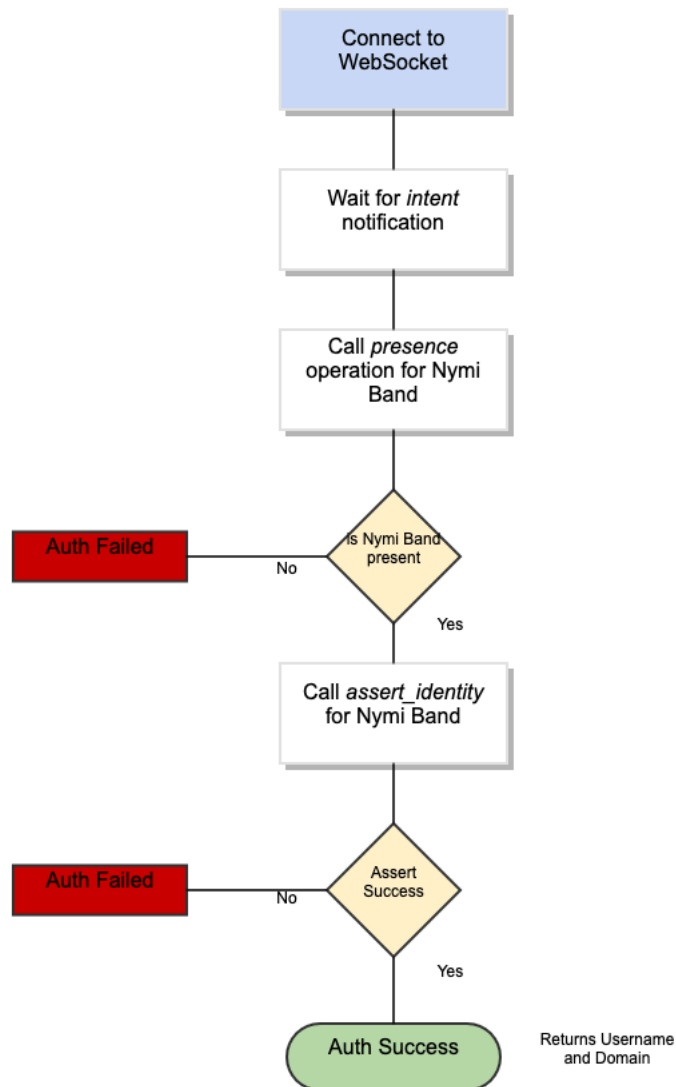 Connect to
WebSocket
Wait for intent
notification
Call presence
operation for Nymi
Band
Is Nymi Band
present
Auth Failed
No
Yes
Call assert_identity
for Nymi Band
Assert
Success
Auth Failed
No
Yes
Auth Success
Returns Username
and Domain